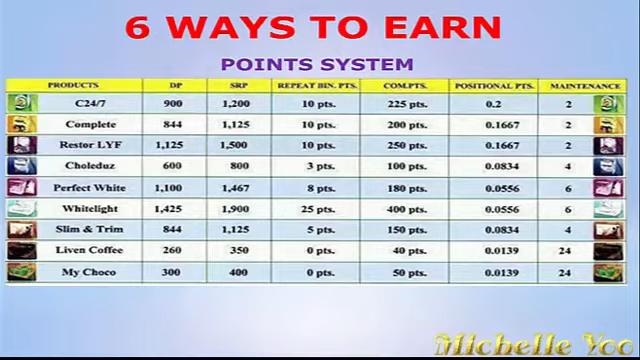 6 WAYS TO EARN
POINTS SYSTEM
PRODUCTS DP SRP REPEAT BIN. PTS. COM.PTS. POSITIONAL PTS. MAINTENANCE
C24/7 900 1,200 10 pts. 225 pts. 0.2 2
Complete 844 1,125 10 pts. 200 pts. 0.1667 2
Restor LYF 1,125 1,500 10 pts. 250 pts. 0.1667 2
Choleduz 600 800 3 pts. 100 pts. 0.0834 4
Perfect White 1,100 1,467 8 pts. 180 pts. 0.0556 6
Whitelight 1,425 1,900 25 pts. 400 pts. 0.0556 6
Slim & Trim 844 1,125 5 pts. 150 pts. 0.0834 4
Liven Coffee 260 350 0 pts. 40 pts. 0.0139 24
My Choco 300 400 0 pts. 50 pts. 0.0139 24
Michelle Yoo